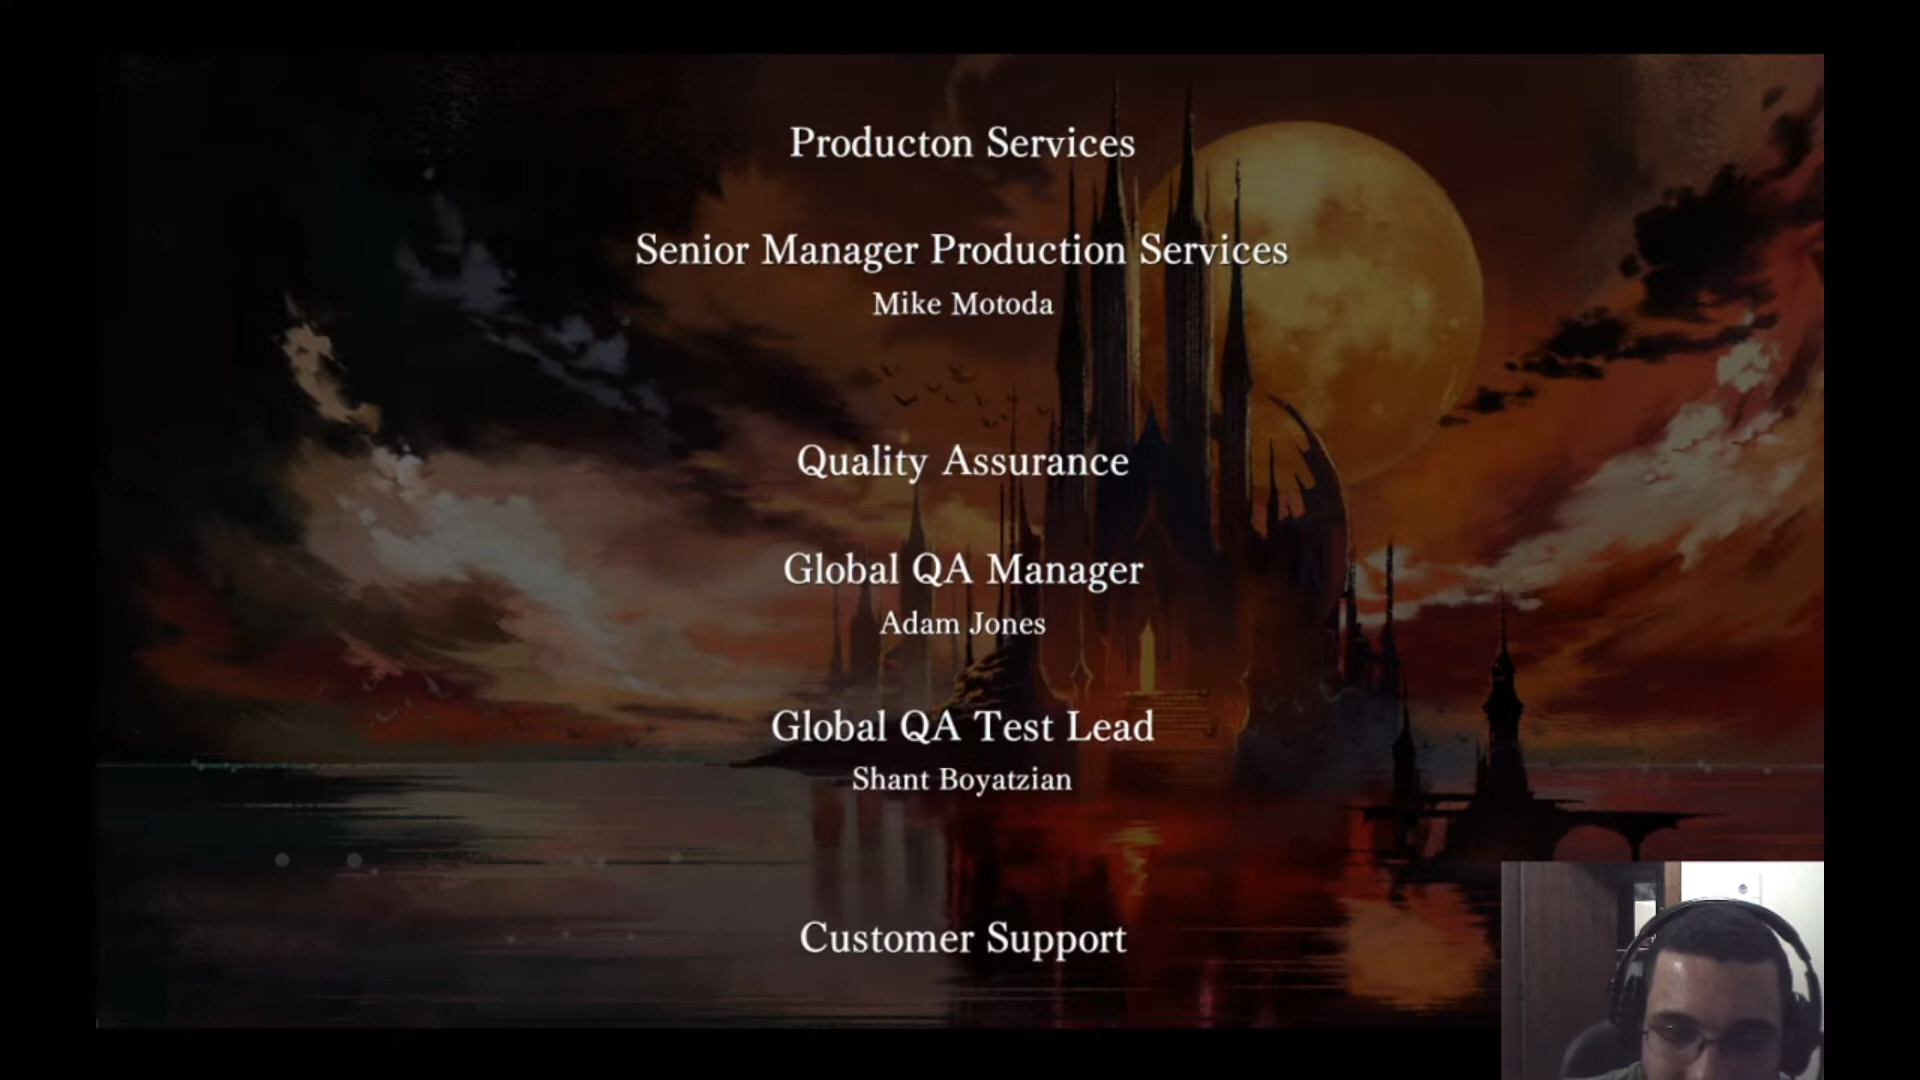 Producton Services
Senior Manager Production Services
Mike Motoda
Quality Assurance
Global QA Manager
Adam Jones
Global QA Test Lead
Shant Boyatzian
Customer Support